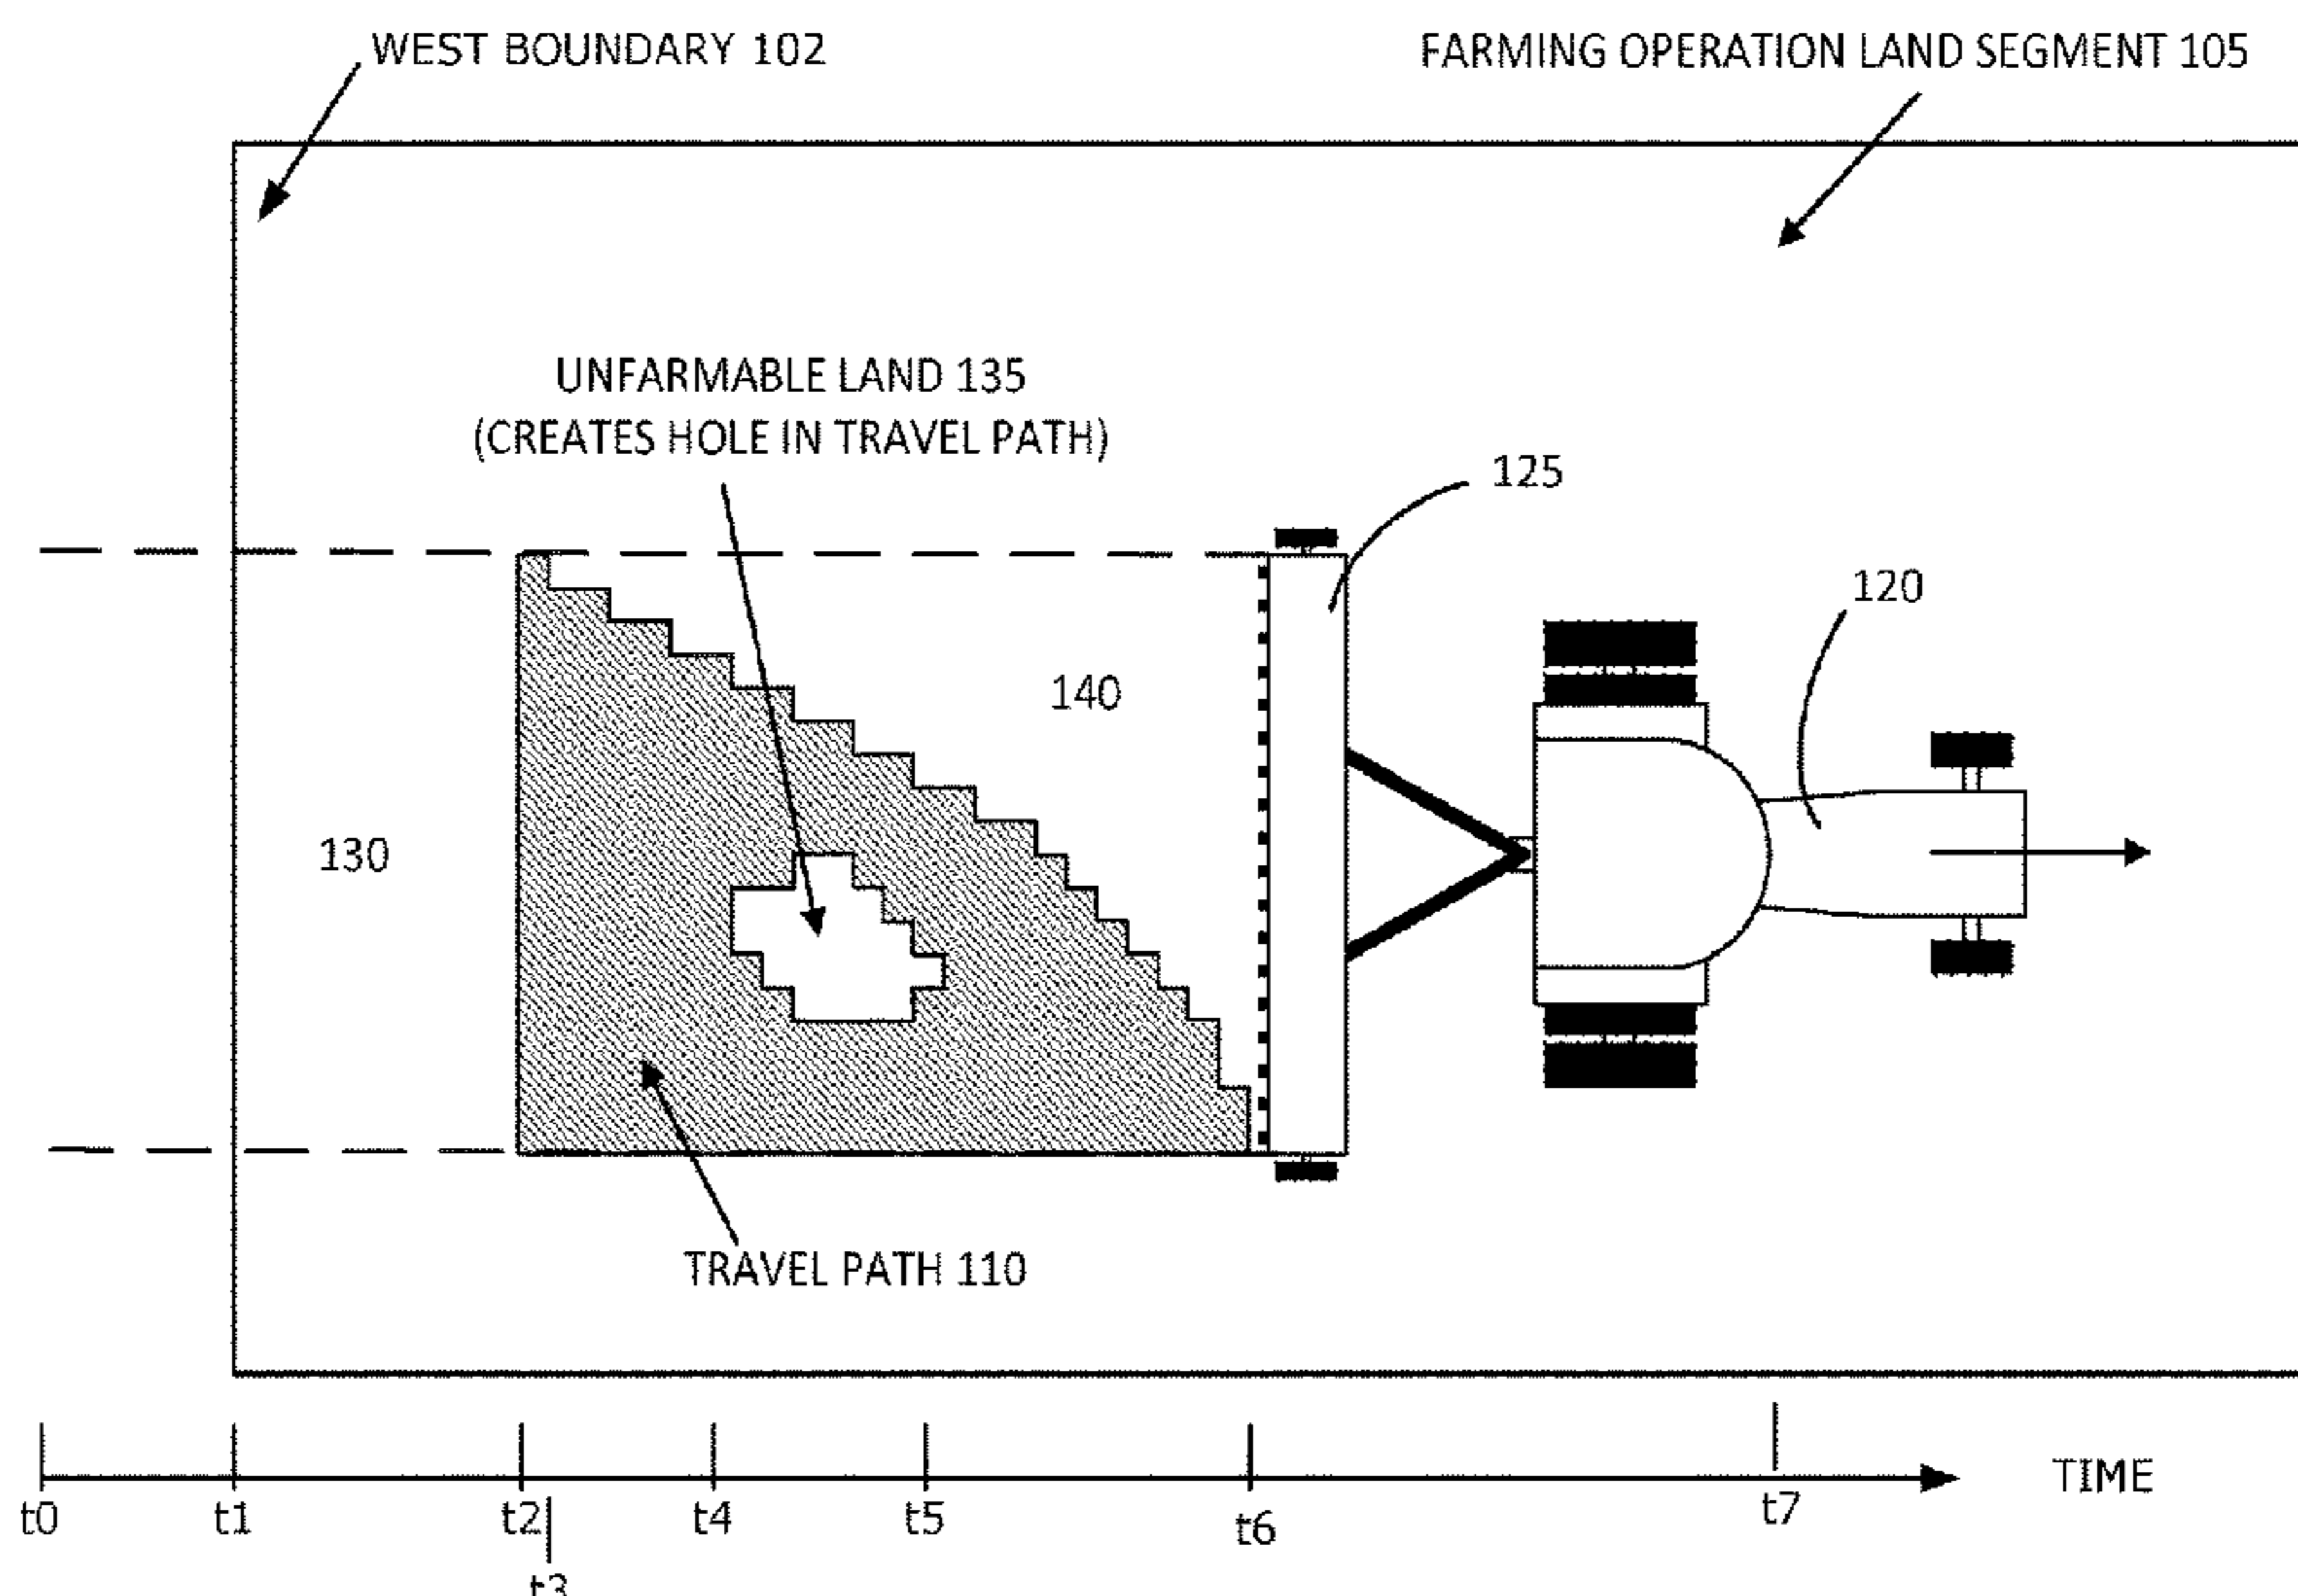 WEST BOUNDARY 102
FARMING OPERATION LAND SEGMENT 105
UNFARMABLE LAND 135
(CREATES HOLE IN TRAVEL PATH)
125
120
140
130
TRAVEL PATH 110
TIME
t0
t1
t2
t4
t5
t6
t7
t3